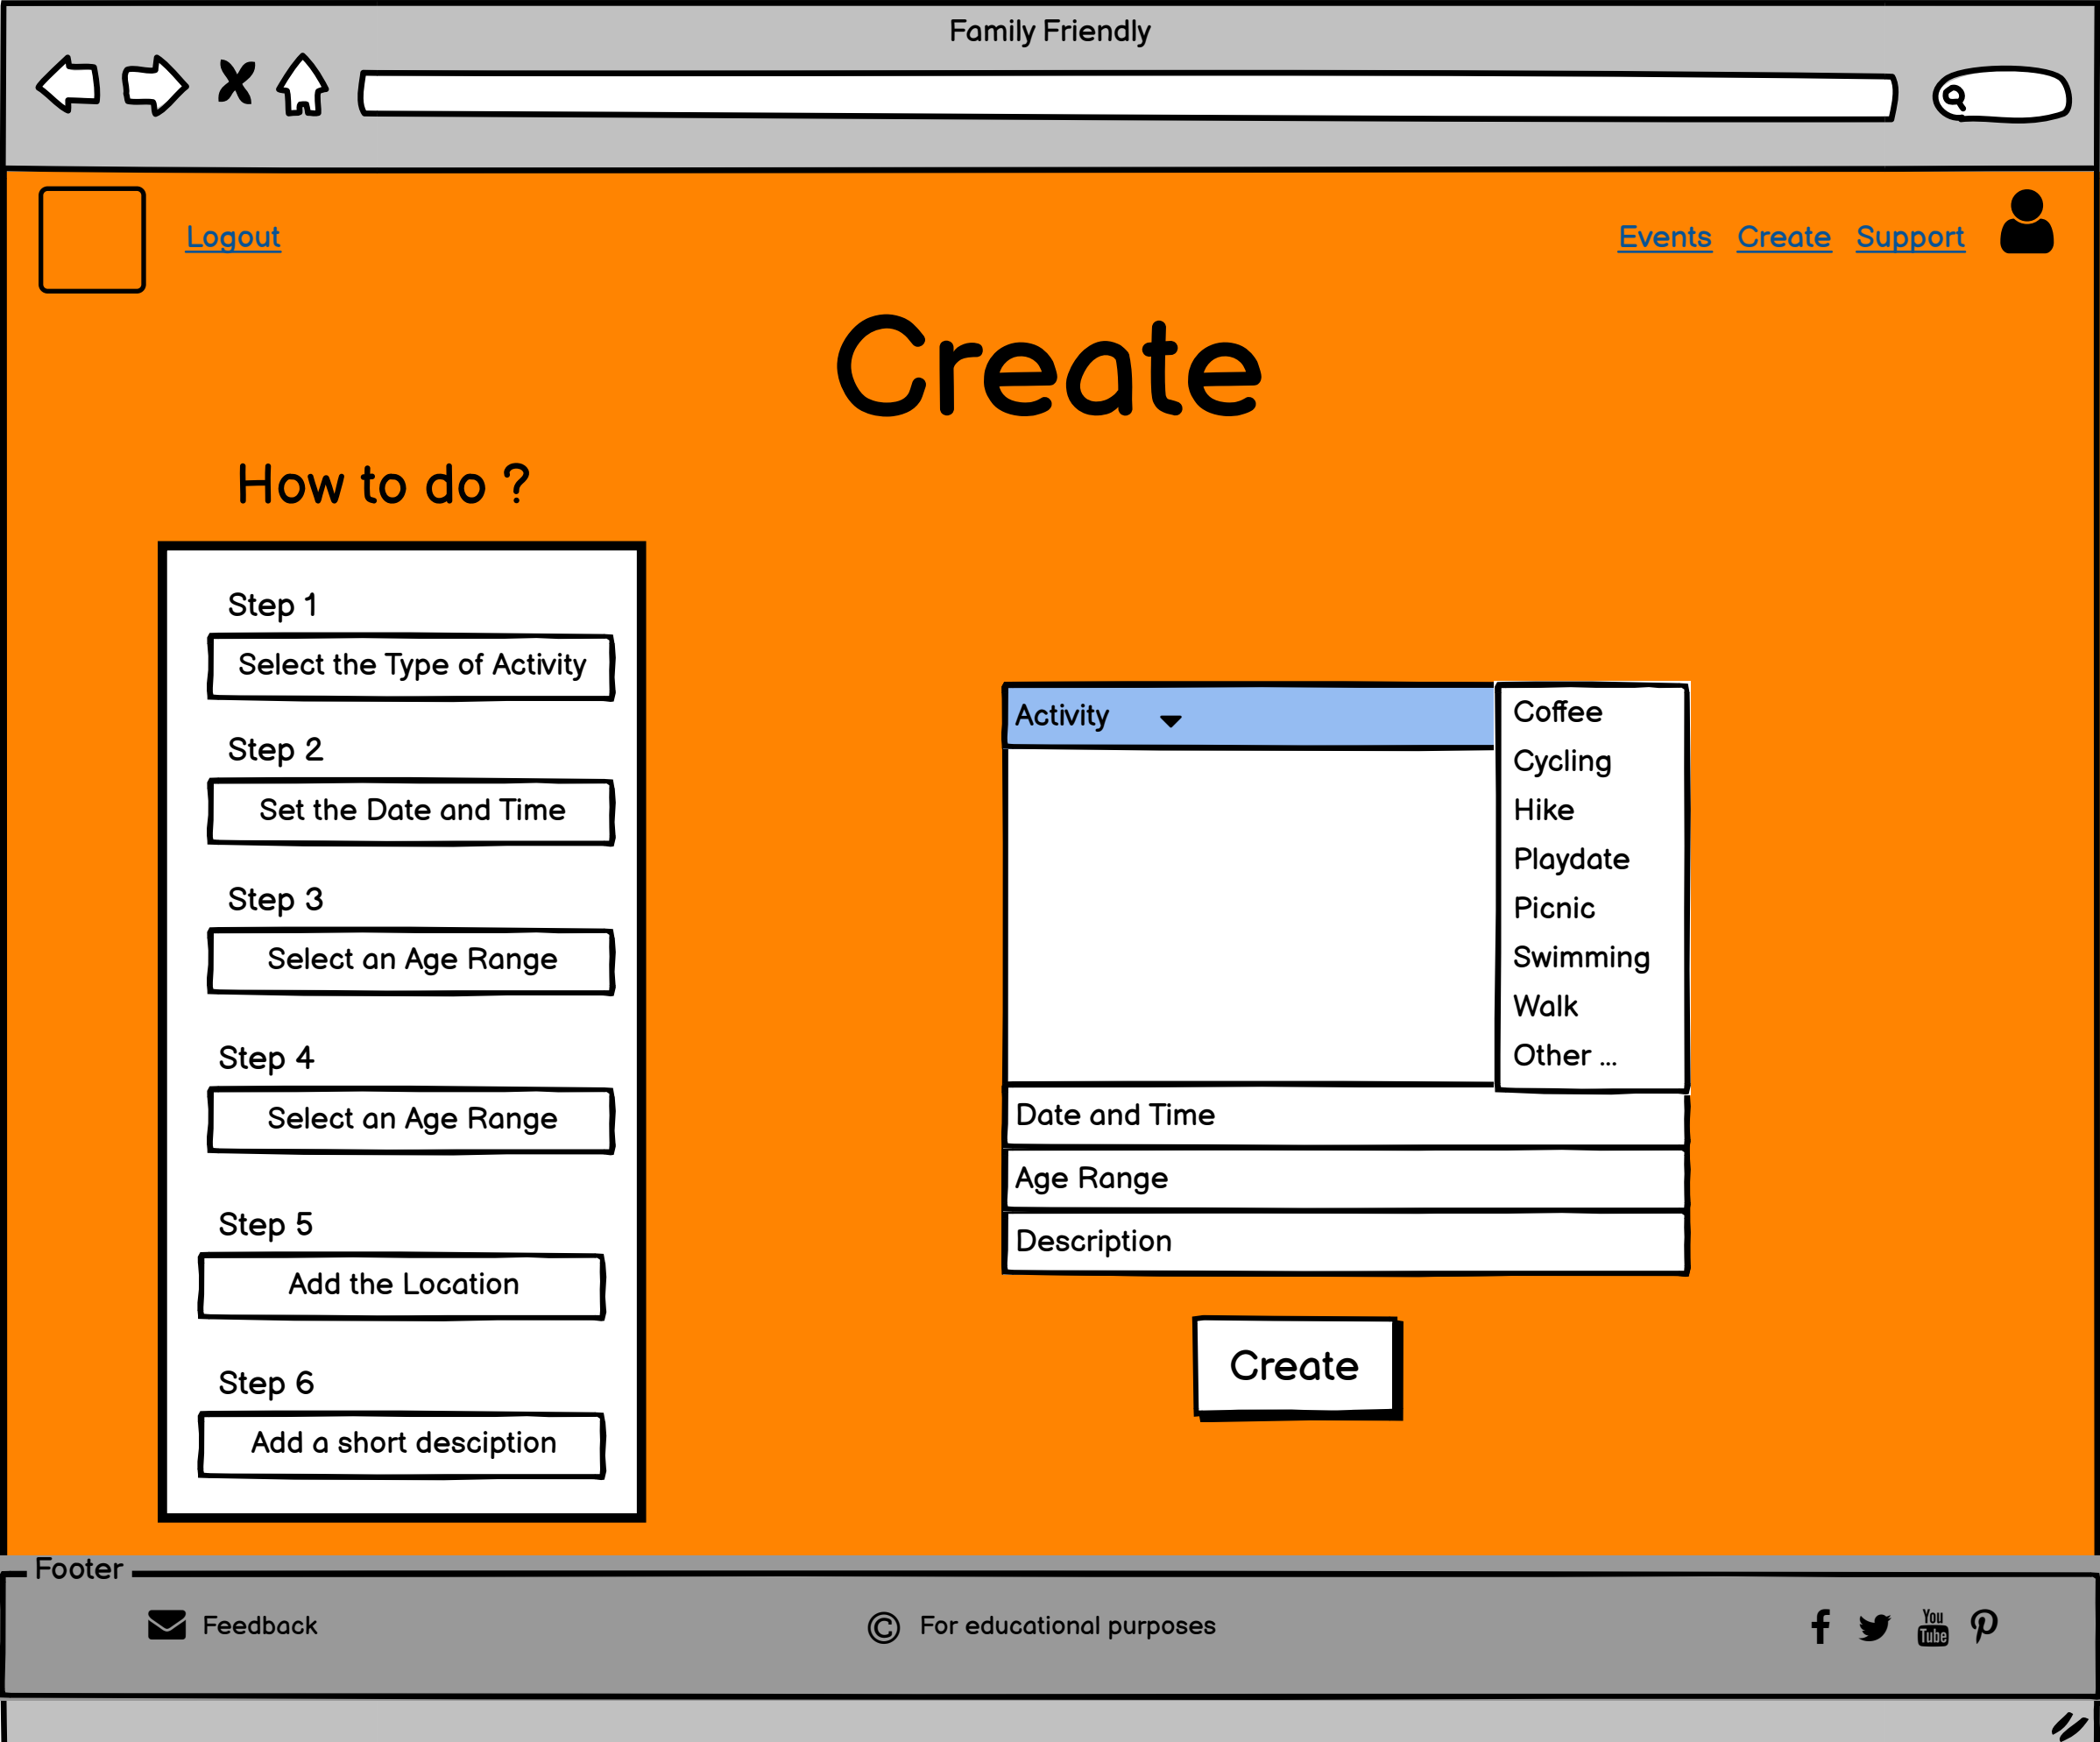 Family Friendly
Logout
Events Create Support
Create
How to do ?
Step 1
Select the Type of Activity
Step 2
Set the Date and Time
Step 3
Select an Age Range
Step 4
Select an Age Range
Step 5
Add the Location
Step 6
Add a short desciption
Activity
Coffee
Cycling
Hike
Playdate
Picnic
Swimming
Walk
Other ...
Date and Time
Age Range
Description
Create
Footer
Feedback
© For educational purposes
You
Tube